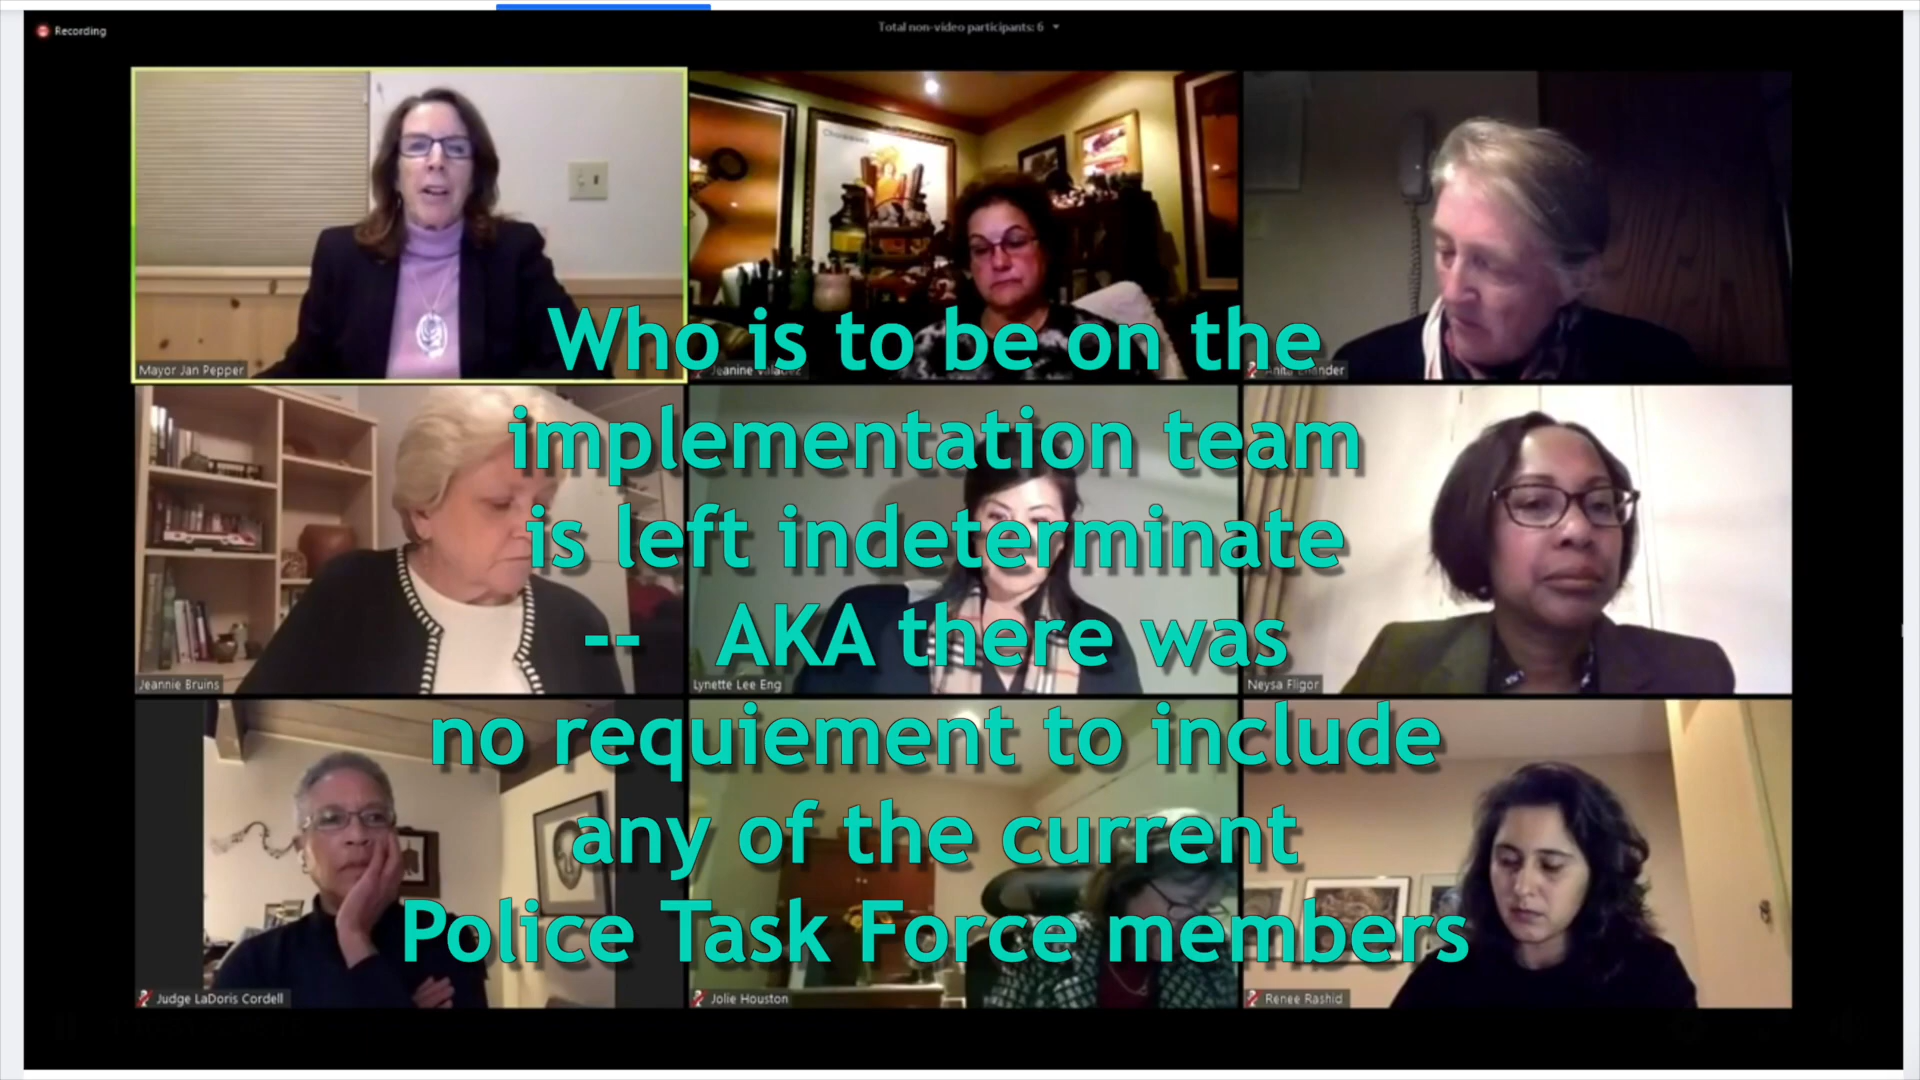 Recording
Total non-video participants: 6
Mayor Jan Pepper
Jeanine
Who is to be on the
implementation team
is left indeterminate
Jeannie Bruins
Lynette Lee Eng
Neysa Fligor
-- AKA there was
no requiement to include
any of the current
Police Task Force members
Judge LaDoris Cordell
Jolie Houston
Renee Rashid